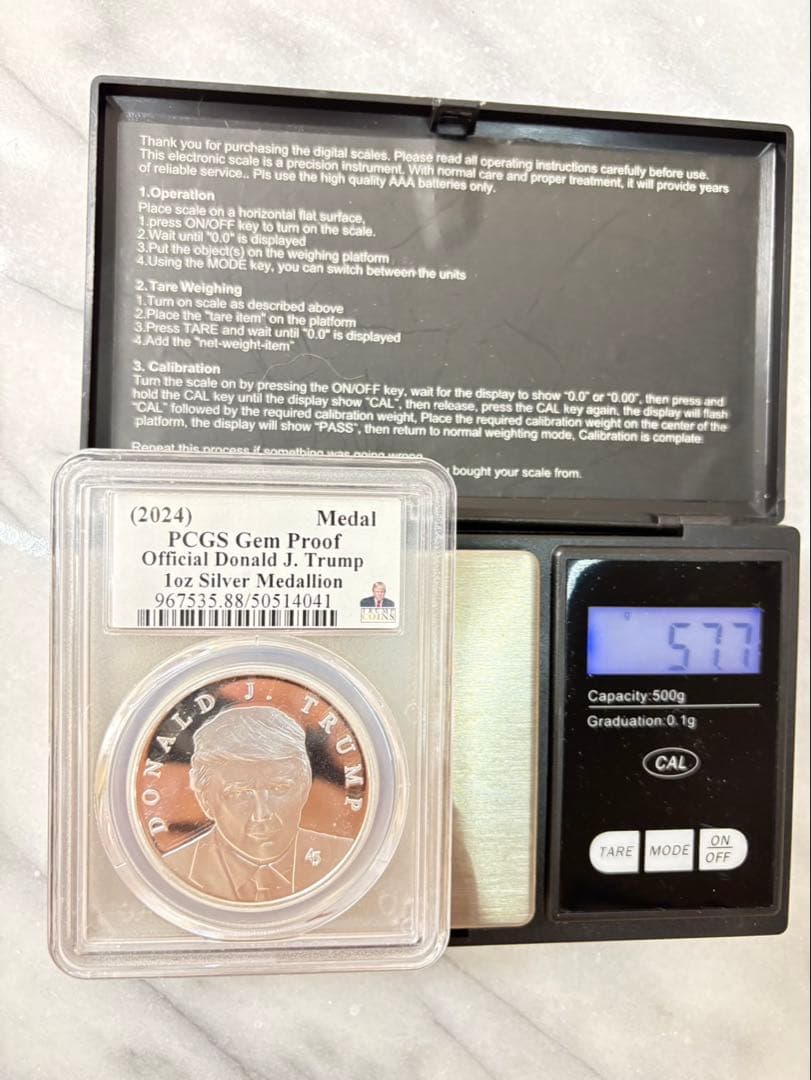 Thank you for purchasing the digital scales. Please read all operating instructions carefully before use.
This electronic scale is a precision instrument. With normal care and proper treatment, it will provide years
of reliable service.. Pls use the high quality AAA batteries only.
1.Operation
Place scale on a horizontal flat surface,
1.press ON/OFF key to turn on the scale.
2.Wait until "0.0" is displayed
3.Put the object(s) on the weighing platform
4.Using the MODE key, you can switch between the units
2.Tare Weighing
1.Turn on scale as described above
2.Place the "tare item" on the platform
3.Press TARE and wait until "0.0" is displayed
4.Add the "net-weight-item"
3. Calibration
Turn the scale on by pressing the ON/OFF key, wait for the display to show "0.0" or "0.00", then press and
hold the CAL key until the display show "CAL", then release, press the CAL key again, the display will flash
"CAL" followed by the required calibration weight, Place the required calibration weight on the center of the
platform, the display will show "PASS", then return to normal weighting mode, Calibration is complate
Repeat this process if something was going wrong
bought your scale from.
(2024) Medal
PCGS Gem Proof
Official Donald J. Trump
1oz Silver Medallion
967535.88/50514041
TRUMP
COINS
DONALD J. TRUMP
AS
g
57.7
Capacity:500g
Graduation:0.1g
CAL
TARE
MODE
ON
OFF